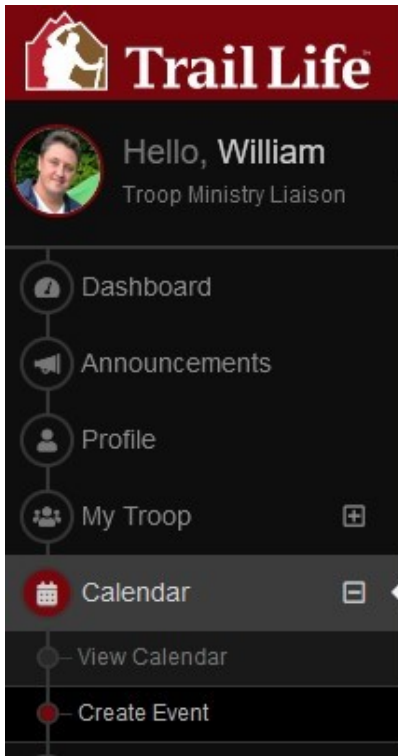 Trail Life
Hello, William
Troop Ministry Liaison
Dashboard
Announcements
Profile
My Troop
Calendar
View Calendar
Create Event